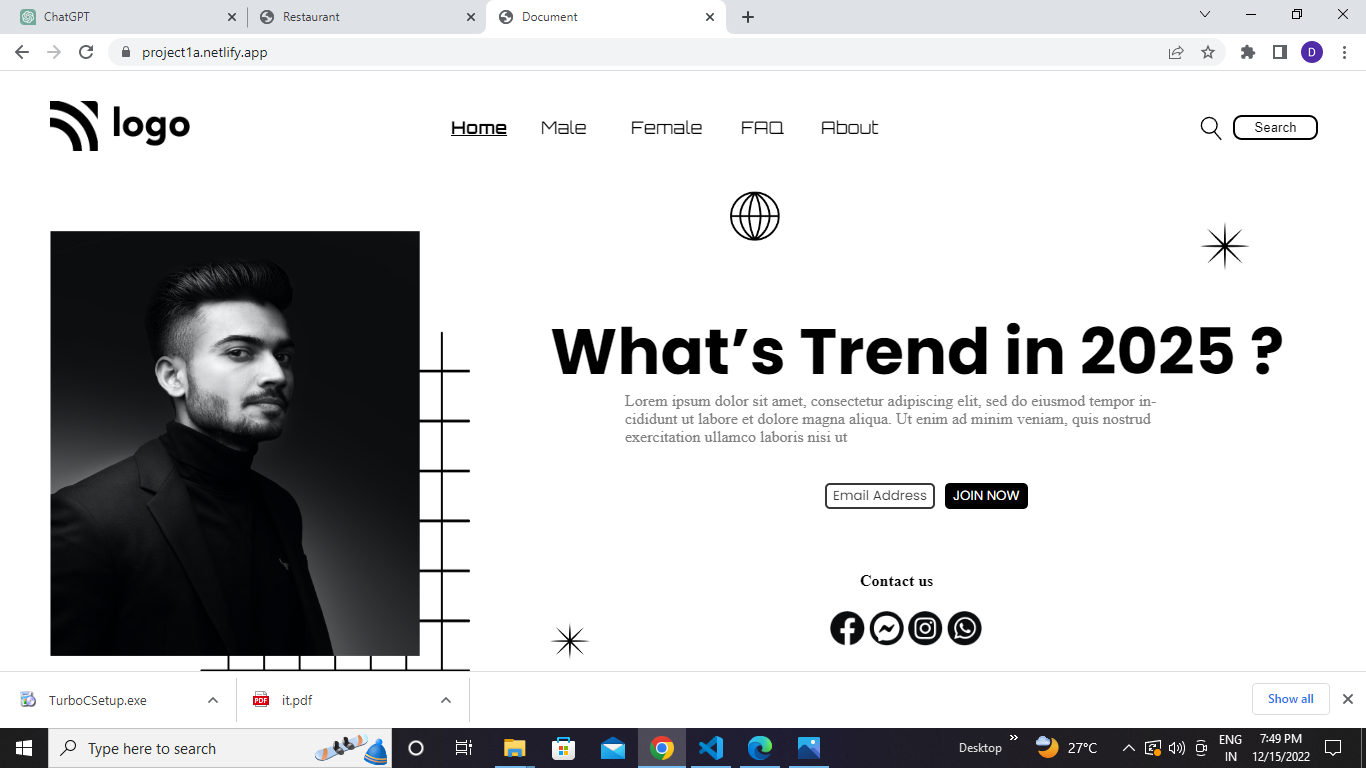 ChatGPT
Restaurant
Document
project1a.netlify.app
D
logo
Home Male Female FAQ About
Search
What's Trend in 2025 ?
Lorem ipsum dolor sit amet, consectetur adipiscing elit, sed do eiusmod tempor in-
cididunt ut labore et dolore magna aliqua. Ut enim ad minim veniam, quis nostrud
exercitation ullamco laboris nisi ut
Email Address JOIN NOW
Contact us
TurboCSetup.exe
PDF it.pdf
Show all
Type here to search
Desktop
27°C
ENG
IN
7:49 PM
12/15/2022